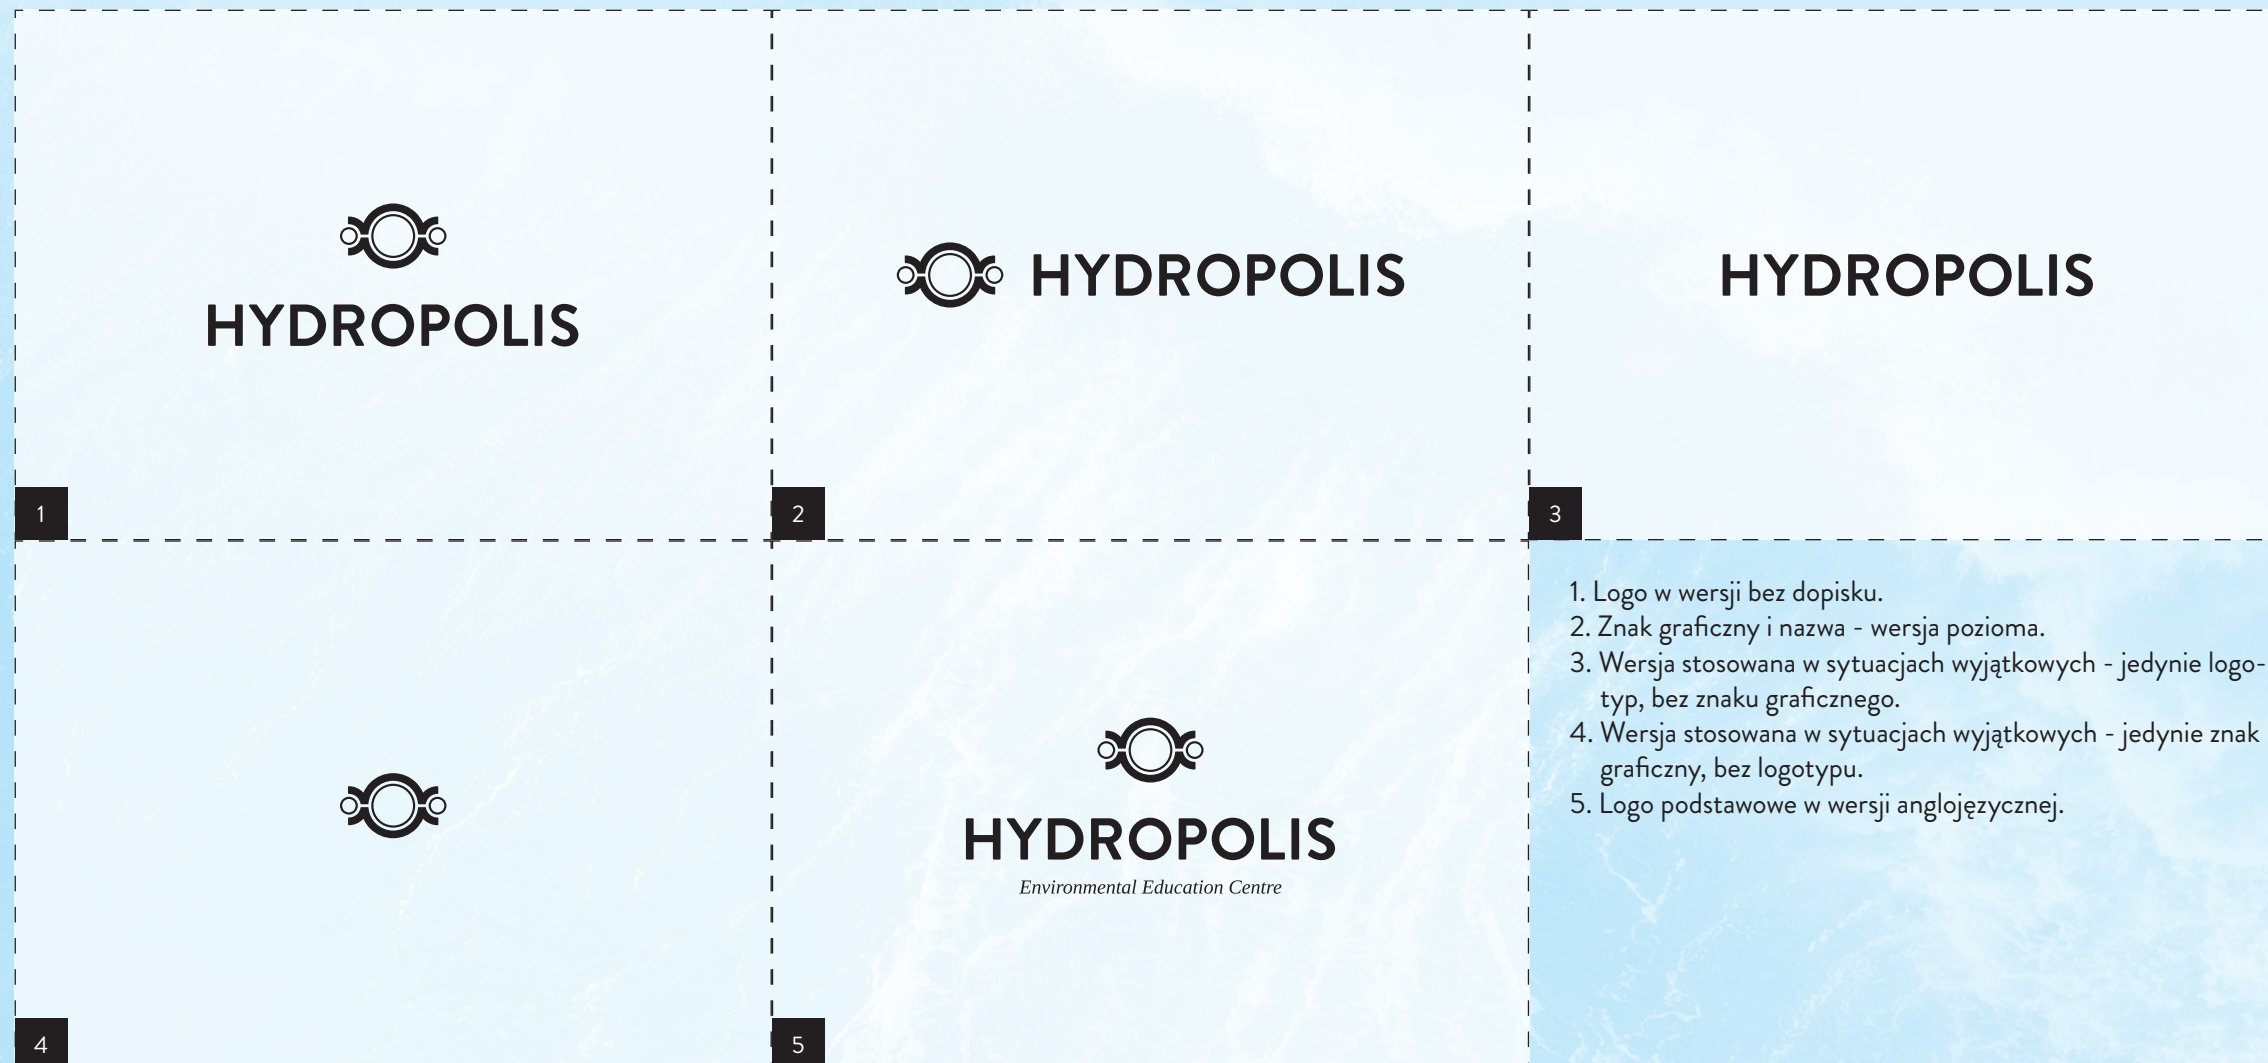 HYDROPOLIS
1
HYDROPOLIS
2
HYDROPOLIS
3
4
HYDROPOLIS
Environmental Education Centre
5
1. Logo w wersji bez dopisku.
2. Znak graficzny i nazwa - wersja pozioma.
3. Wersja stosowana w sytuacjach wyjątkowych - jedynie logo-
typ, bez znaku graficznego.
4. Wersja stosowana w sytuacjach wyjątkowych - jedynie znak
graficzny, bez logotypu.
5. Logo podstawowe w wersji anglojęzycznej.